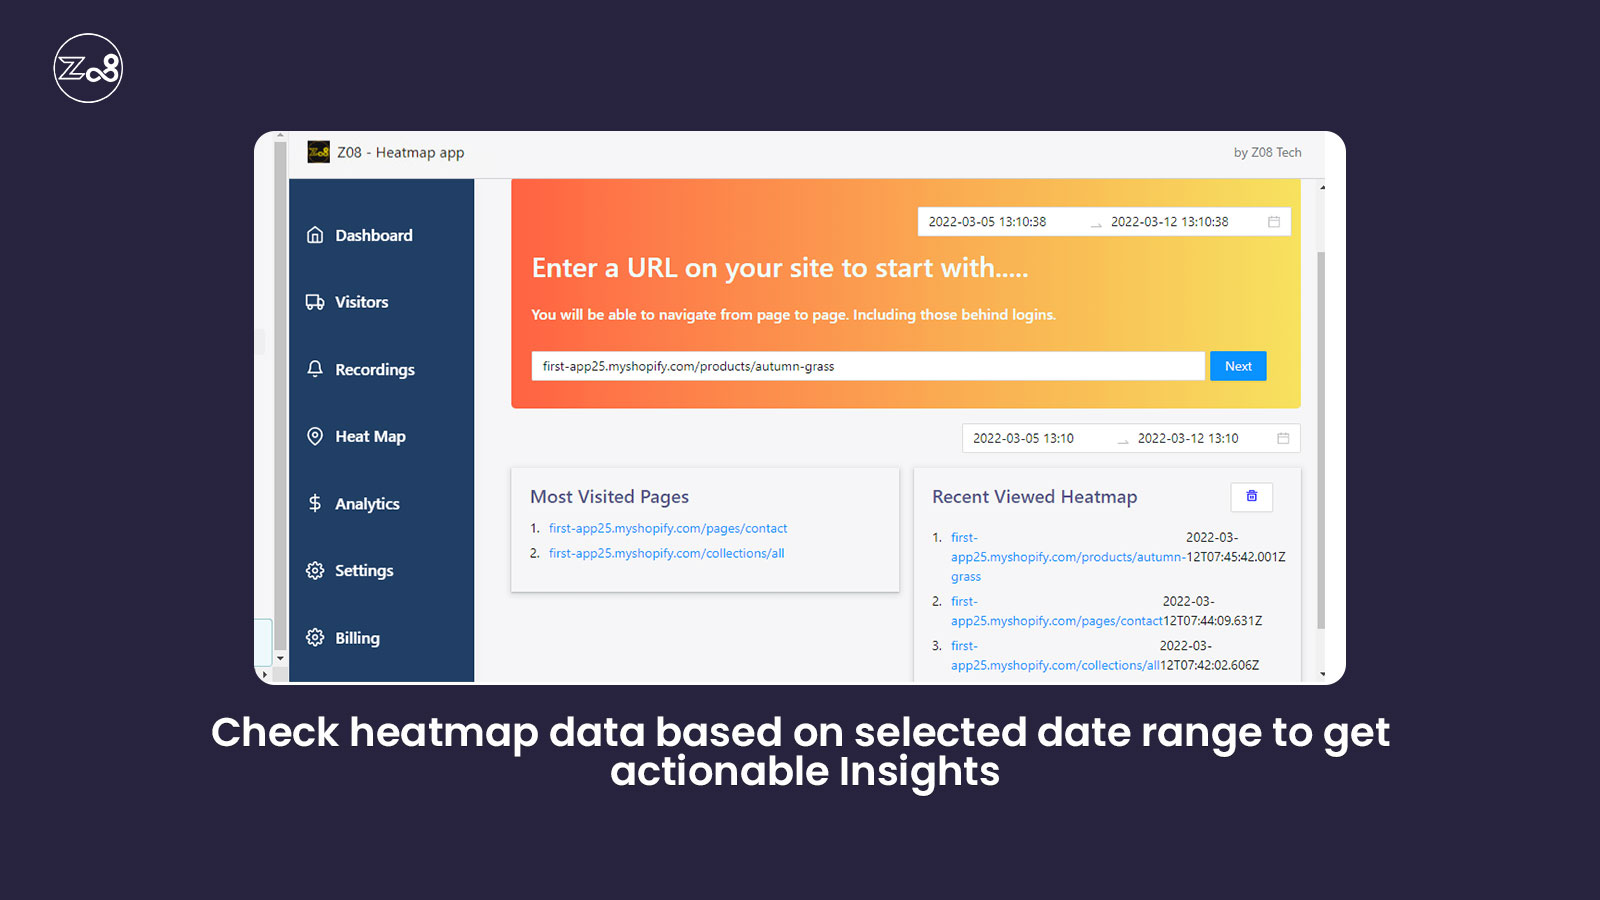 Z08
Z08 - Heatmap app
by Z08 Tech
Dashboard
Visitors
Recordings
Heat Map
Analytics
Settings
Billing
2022-03-05 13:10:38 → 2022-03-12 13:10:38
Enter a URL on your site to start with.....
You will be able to navigate from page to page. Including those behind logins.
first-app25.myshopify.com/products/autumn-grass
Next
2022-03-05 13:10 → 2022-03-12 13:10
Most Visited Pages
1. first-app25.myshopify.com/pages/contact
2. first-app25.myshopify.com/collections/all
Recent Viewed Heatmap
1. first- 2022-03-
app25.myshopify.com/products/autumn-12T07:45:42.001Z
grass
2. first- 2022-03-
app25.myshopify.com/pages/contact12T07:44:09.631Z
3. first- 2022-03-
app25.myshopify.com/collections/all12T07:42:02.606Z
Check heatmap data based on selected date range to get
actionable Insights